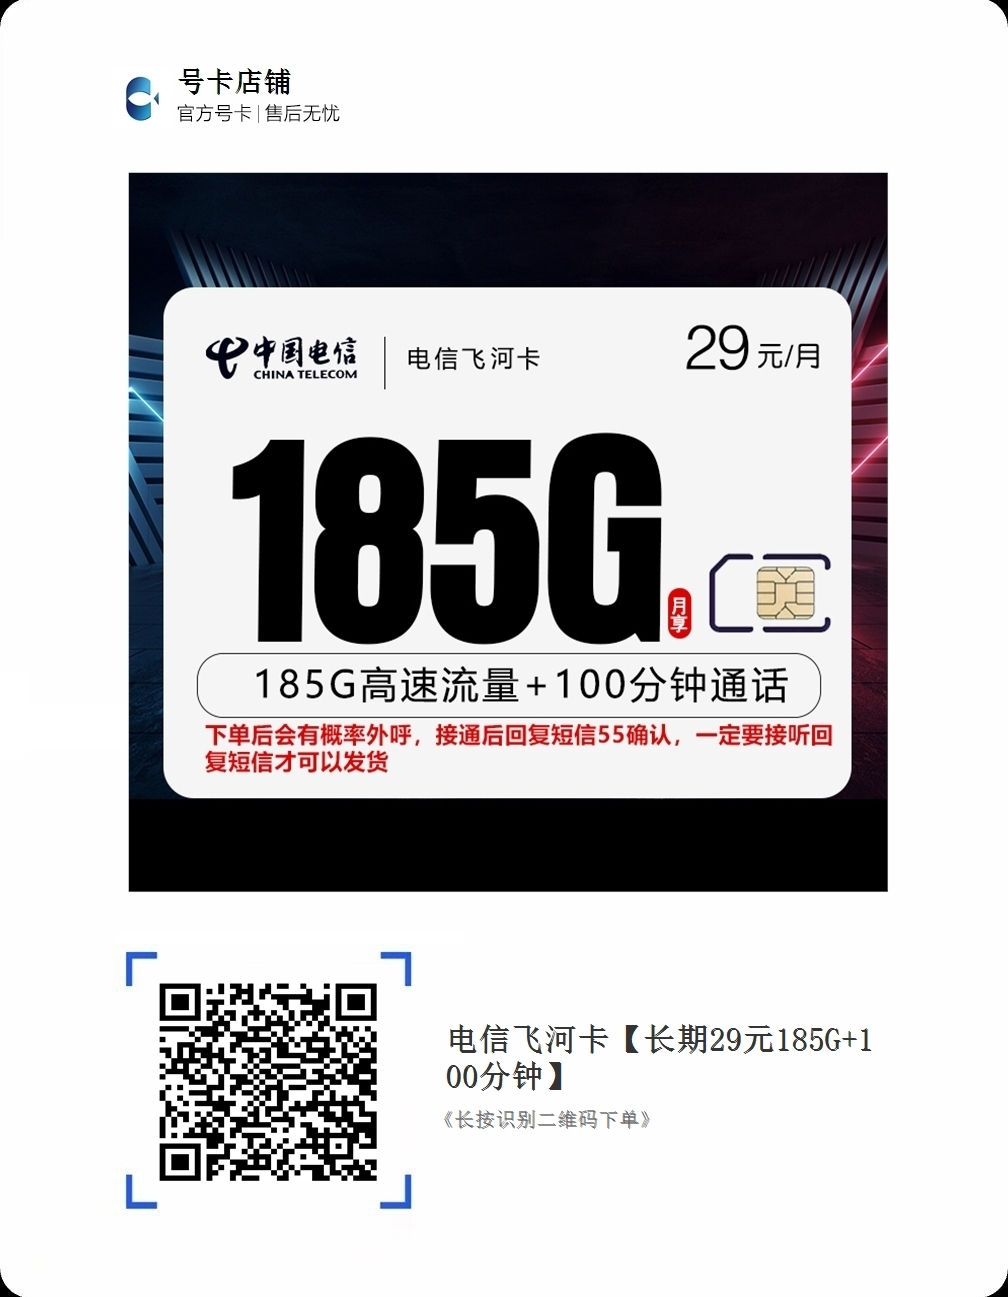 号卡店铺
官方号卡|售后无忧
中国电信
CHINA TELECOM
电信飞河卡
29元/月
185G
月享
185G高速流量+100分钟通话
下单后会有概率外呼，接通后回复短信55确认，一定要接听回
复短信才可以发货
电信飞河卡【长期29元185G+1
00分钟】
《长按识别二维码下单》